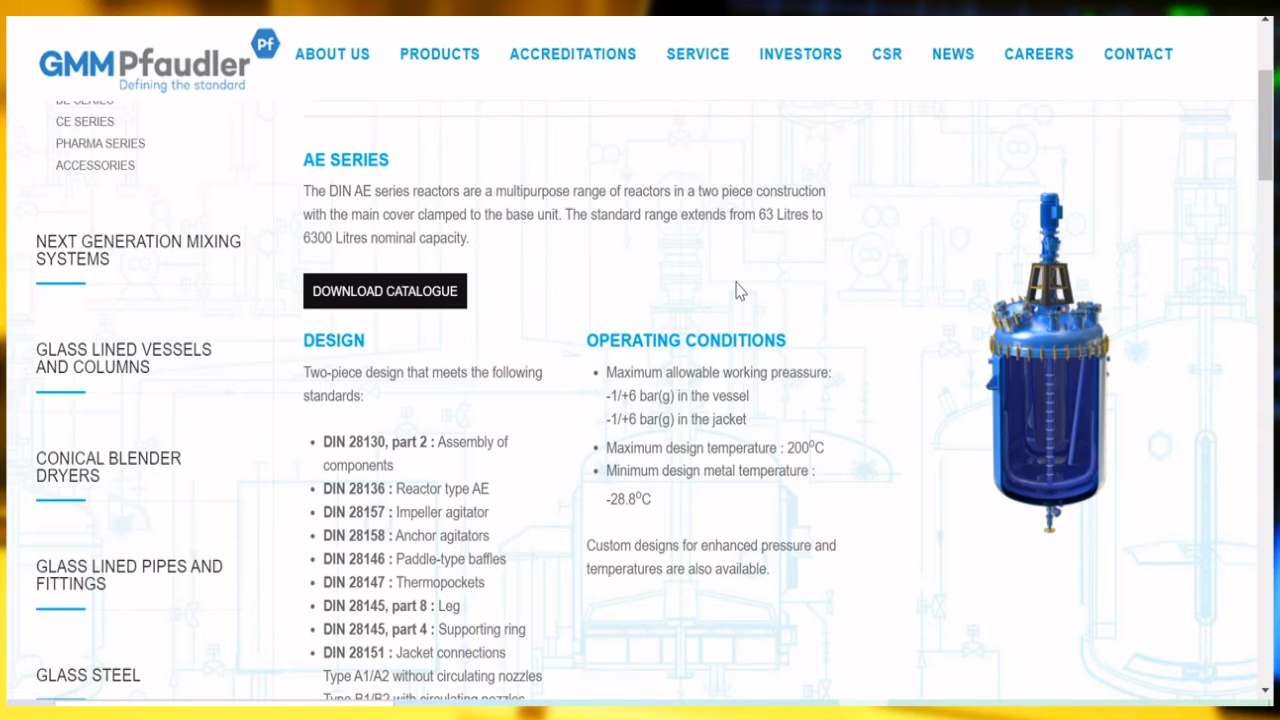 GMM Pfaudler
Pf
Defining the standard
ABOUT US
PRODUCTS
ACCREDITATIONS
SERVICE
INVESTORS
CSR
NEWS
CAREERS
CONTACT
CE SERIES
PHARMA SERIES
ACCESSORIES
NEXT GENERATION MIXING
SYSTEMS
GLASS LINED VESSELS
AND COLUMNS
CONICAL BLENDER
DRYERS
GLASS LINED PIPES AND
FITTINGS
GLASS STEEL
AE SERIES
The DIN AE series reactors are a multipurpose range of reactors in a two piece construction
with the main cover clamped to the base unit. The standard range extends from 63 Litres to
6300 Litres nominal capacity.
DOWNLOAD CATALOGUE
DESIGN
Two-piece design that meets the following
standards:
• DIN 28130, part 2 : Assembly of
components
• DIN 28136 : Reactor type AE
• DIN 28157 : Impeller agitator
• DIN 28158 : Anchor agitators
• DIN 28146 : Paddle-type baffles
• DIN 28147 : Thermopockets
• DIN 28145, part 8 : Leg
• DIN 28145, part 4 : Supporting ring
• DIN 28151 : Jacket connections
Type A1/A2 without circulating nozzles
Type B1/B2 with circulating nozzles
OPERATING CONDITIONS
• Maximum allowable working preassure:
-1/+6 bar(g) in the vessel
-1/+6 bar(g) in the jacket
• Maximum design temperature : 200⁰C
• Minimum design metal temperature :
-28.8⁰C
Custom designs for enhanced pressure and
temperatures are also available.